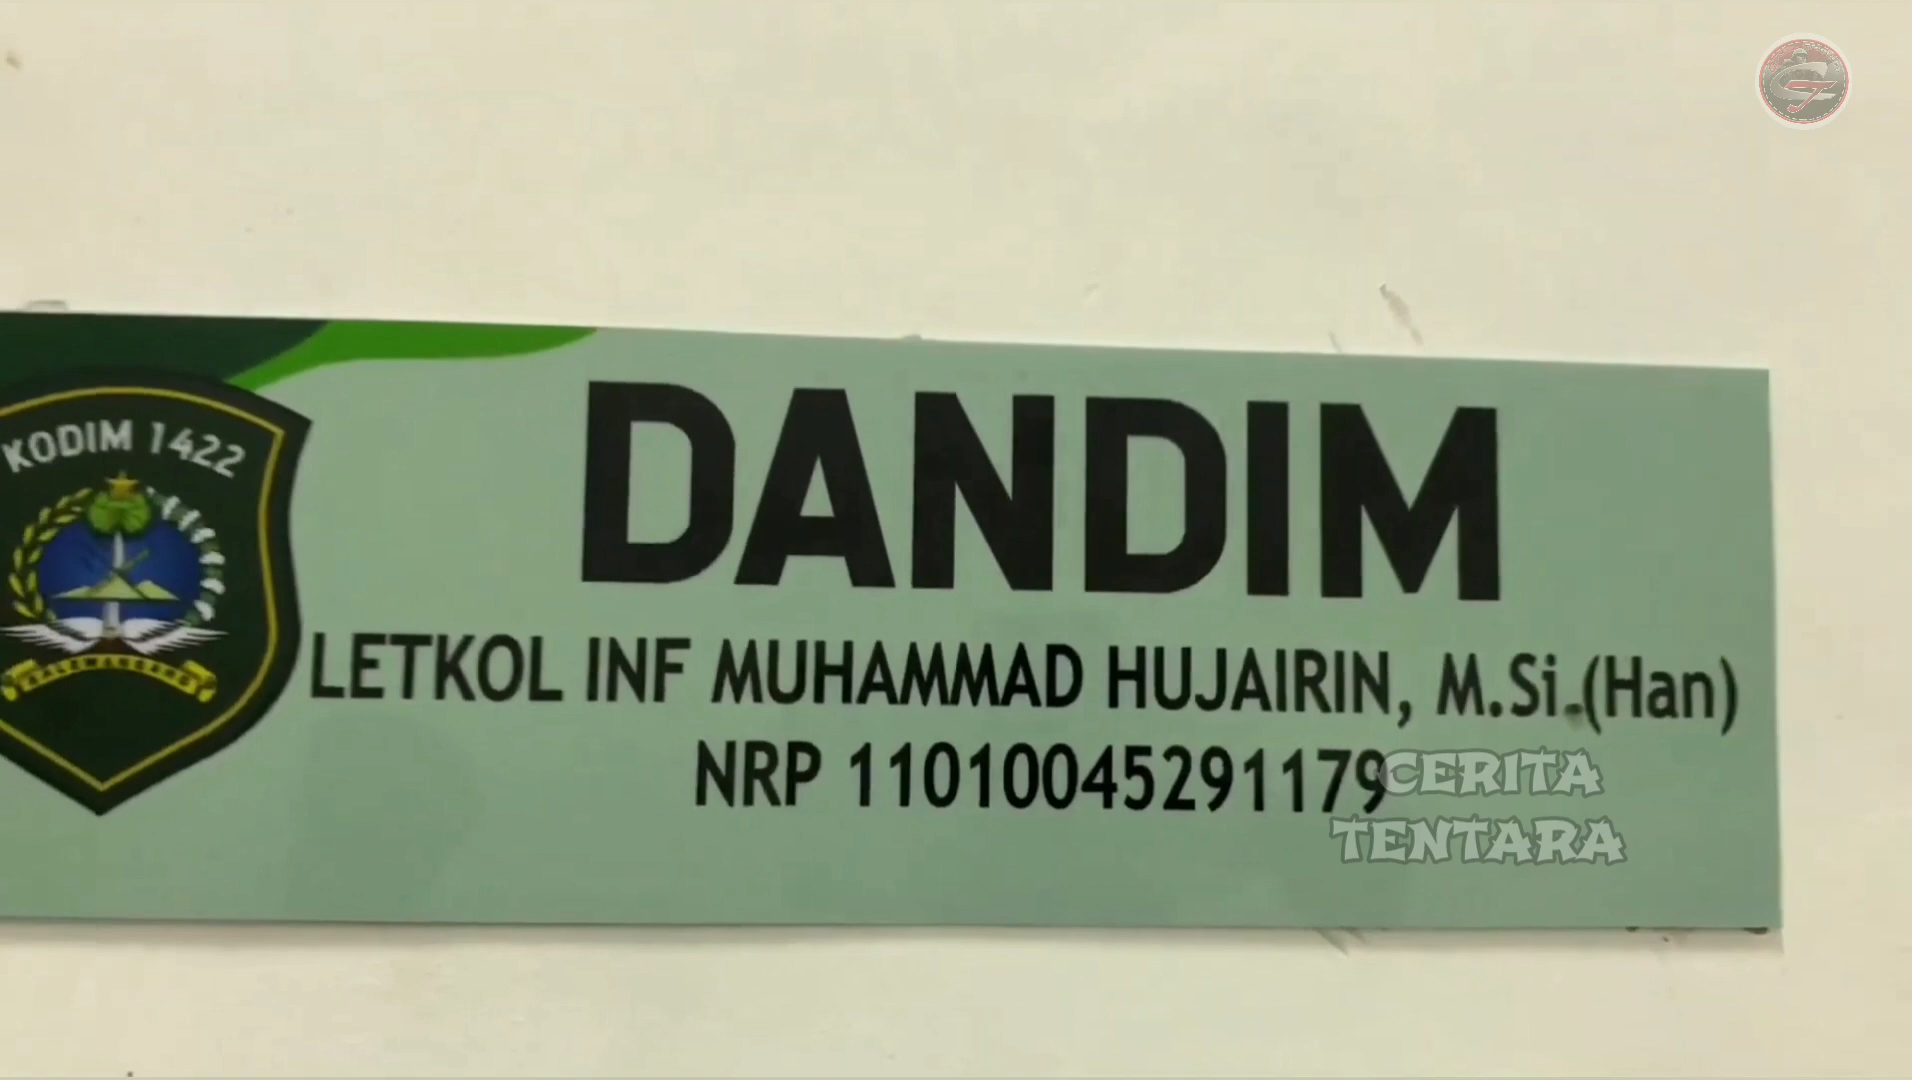 KODIM 1422
DANDIM
LETKOL INF MUHAMMAD HUJAIRIN, M.Si.(Han)
NRP 11010045291179
CERITA
TENTARA